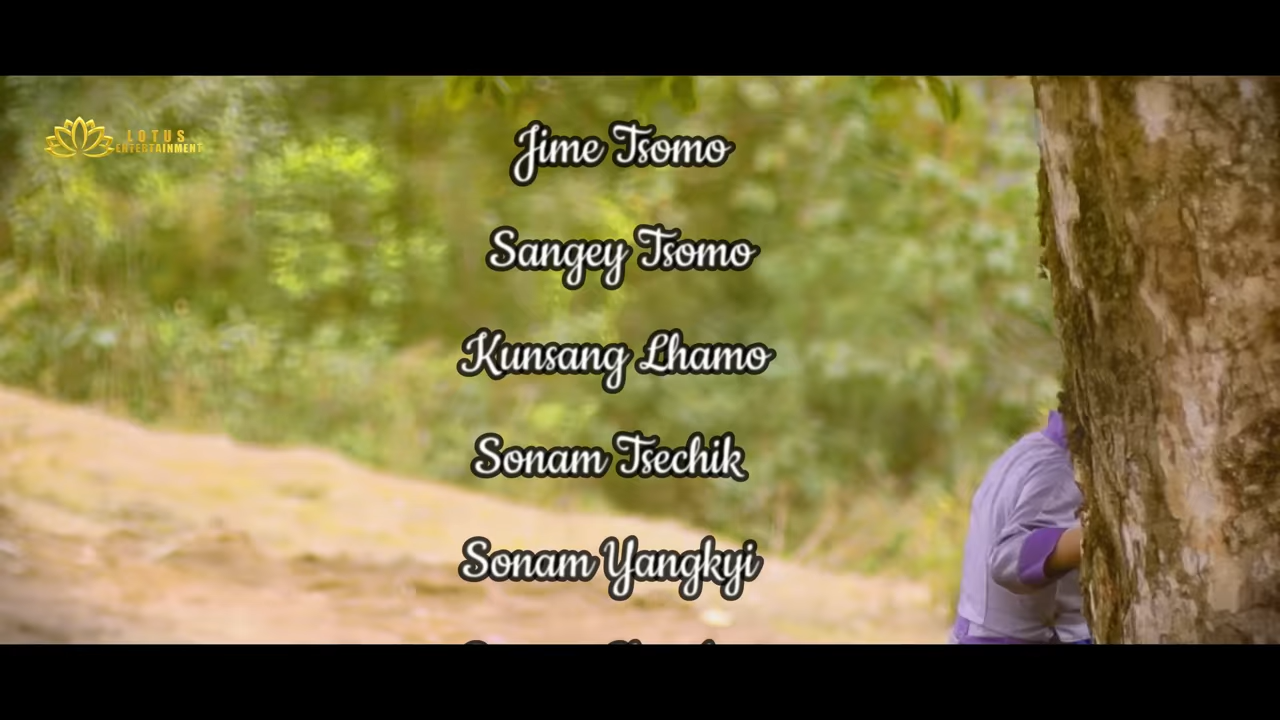 LOTUS
ENTERTAINMENT
Jime Tsomo
Sangey Tsomo
Kunsang Lhamo
Sonam Tsechik
Sonam Yangkyi